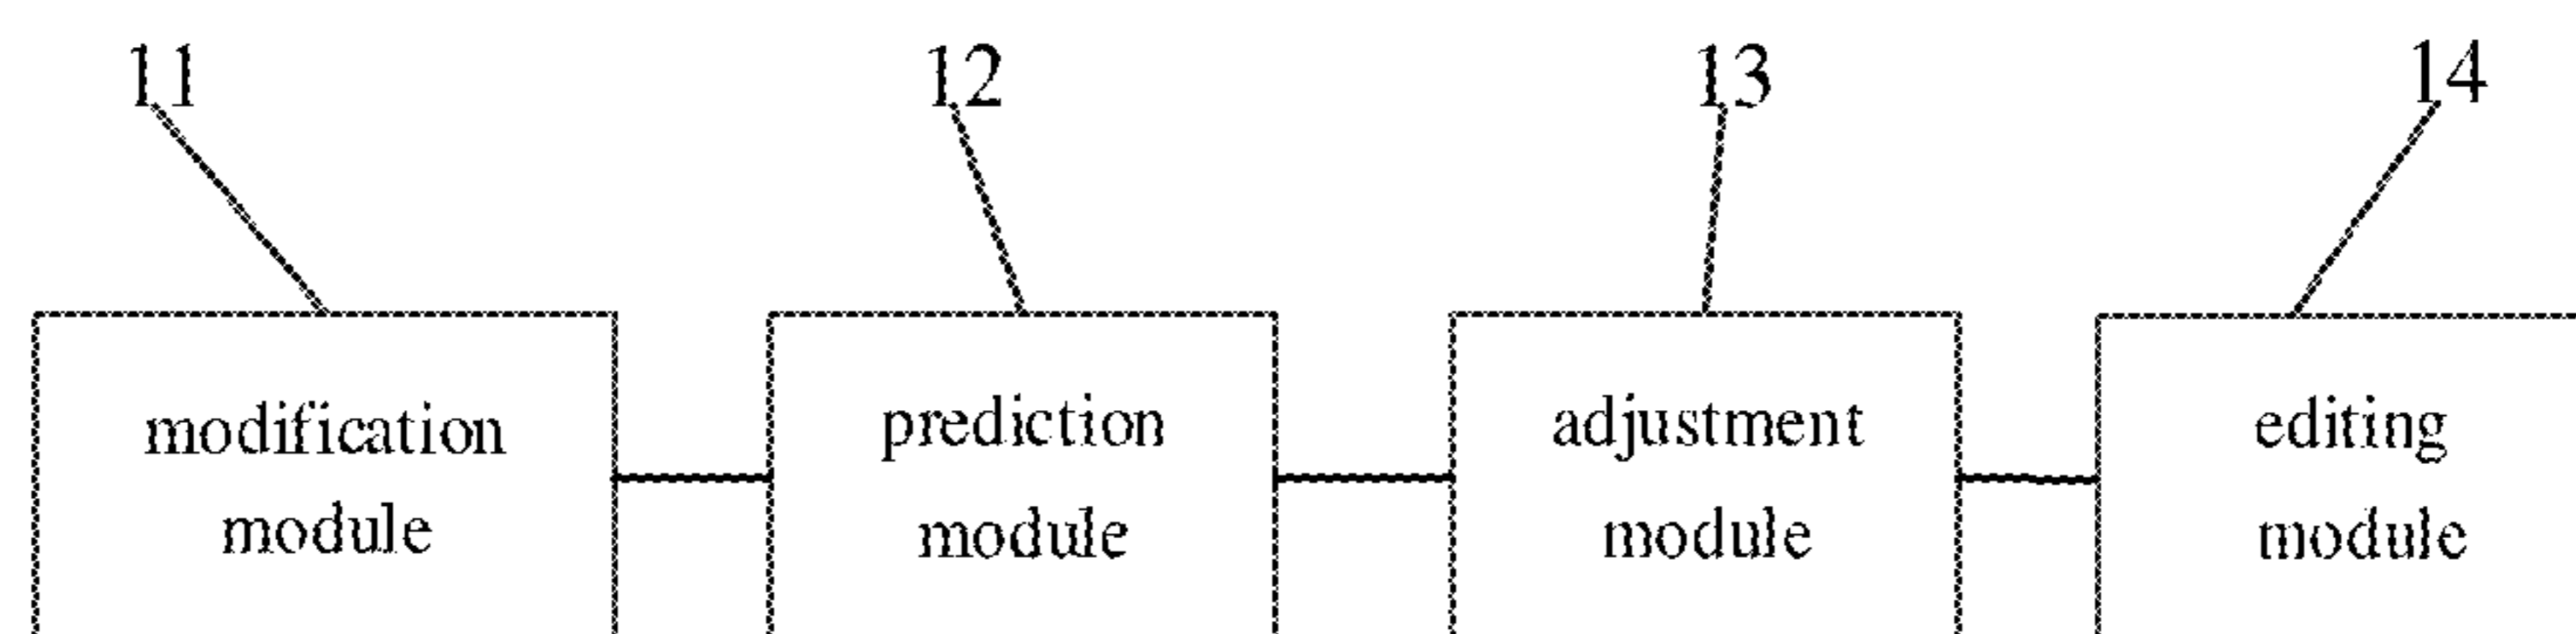 11
12
13
14
modification
module
prediction
module
adjustment
module
editing
module